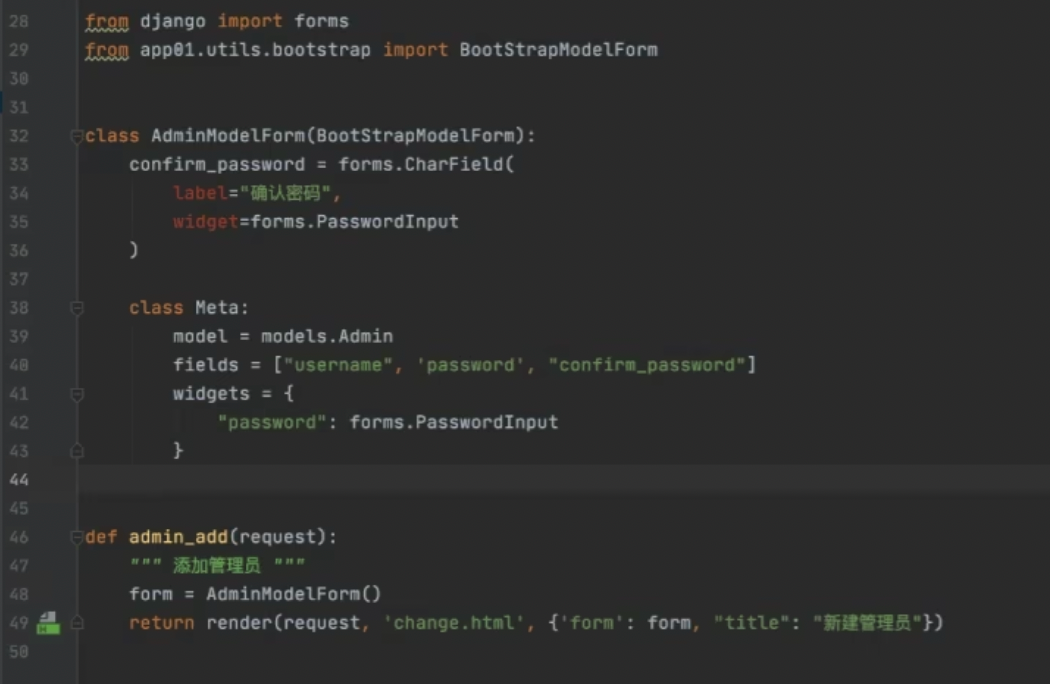 28 from django import forms
29 from app01.utils.bootstrap import BootStrapModelForm
30
31
32 class AdminModelForm(BootStrapModelForm):
33     confirm_password = forms.CharField(
34         label="确认密码",
35         widget=forms.PasswordInput
36     )
37
38     class Meta:
39         model = models.Admin
40         fields = ["username", 'password', "confirm_password"]
41         widgets = {
42             "password": forms.PasswordInput
43         }
44
45
46 def admin_add(request):
47     """ 添加管理员 """
48     form = AdminModelForm()
49     return render(request, 'change.html', {'form': form, "title": "新建管理员"})
50